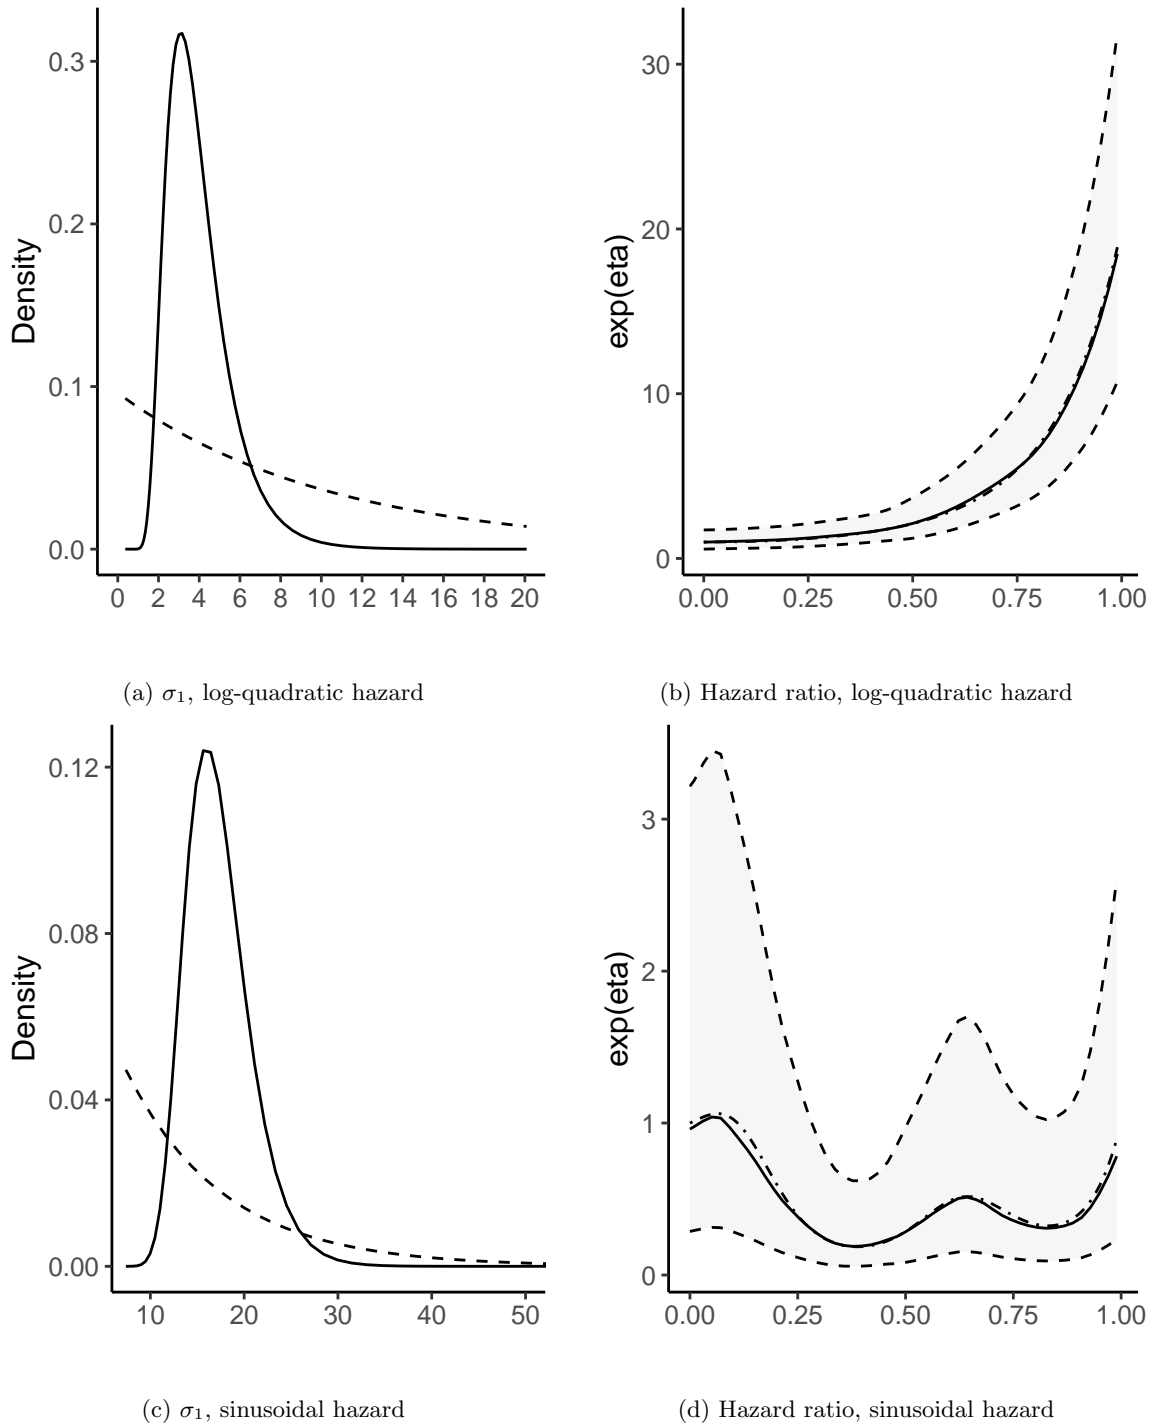 0.3
0.2
0.1
0.0
Density
0 2 4 6 8 10 12 14 16 18 20
30
20
10
0
exp(eta)
0.00 0.25 0.50 0.75 1.00
(a) σ₁, log-quadratic hazard
(b) Hazard ratio, log-quadratic hazard
0.12
0.08
0.04
0.00
Density
10 20 30 40 50
3
2
1
0
exp(eta)
0.00 0.25 0.50 0.75 1.00
(c) σ₁, sinusoidal hazard
(d) Hazard ratio, sinusoidal hazard